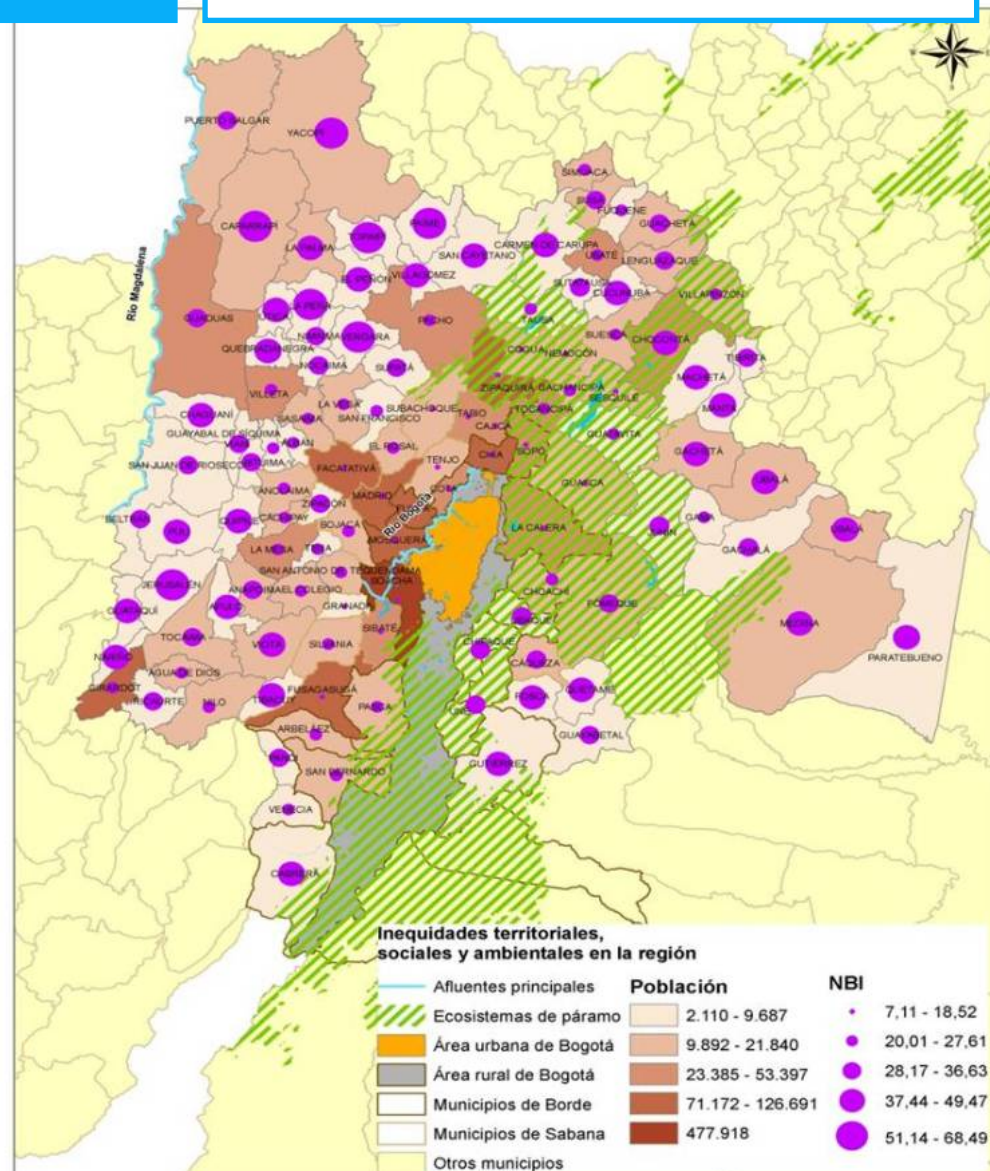 PUERTO SALGAR
YACOPÍ
SIMIJACA
SUSA
FUQUENE
GUACHETÁ
CAPARRAPÍ
LA PALMA
TOPAIPÍ
PAIME
SAN CAYETANO
CARMEN DE CARUPA
UBATÉ
LENGUAZAQUE
EL PEÑÓN
VILLAGOMEZ
SUTATAUSA
CUCUNUBÁ
VILLAPINZÓN
Río Magdalena
GUADUAS
UTICA
LA PEÑA
PACHO
TAUSA
NIMAIMA
VERGARA
SUESCA
CHOCONTÁ
QUEBRADANEGRA
NOCAIMA
SUPATÁ
COGUA
NEMOCÓN
TIBIRITA
MACHETÁ
VILLETA
ZIPAQUIRÁ
GACHANCIPÁ
SESQUILÉ
MANTA
LA VEGA
SUBACHOQUE
TABIO
TOCANCIPÁ
CHAGUANÍ
SASAIMA
SAN FRANCISCO
CAJICÁ
GUATAVITA
GUAYABAL DE SÍQUIMA
ALBÁN
EL ROSAL
SOPÓ
GACHETÁ
SAN JUAN DE RIOSECO
TENJO
CHÍA
FACATATIVÁ
UBALÁ
ANOLAIMA
MADRID
COTA
GUASCA
ZIPACÓN
FUNZA
Río Bogotá
BELTRÁN
PULÍ
QUIPILE
CACHIPAY
BOJACÁ
MOSQUERA
LA CALERA
JUNÍN
GAMA
UBALÁ
GACHALÁ
LA MESA
TENA
SAN ANTONIO DE TEQUENDAMA
SOACHA
JERUSALÉN
ANAPOIMA
EL COLEGIO
CHOACHÍ
GUATAQUÍ
APULO
GRANADA
FOMEQUE
SIBATÉ
UBAQUE
MEDINA
TOCAIMA
VIOTÁ
SILVANIA
CHIPAQUE
PARATEBUENO
NARIÑO
AGUA DE DIOS
CAQUEZA
GIRARDOT
FUSAGASUGÁ
FOSCA
QUETAME
RICAURTE
NILO
TIBACUY
PASCA
UNE
ARBELÁEZ
GUAYABETAL
PANDI
SAN BERNARDO
GUTIÉRREZ
VENECIA
CABRERA
Inequidades territoriales,
sociales y ambientales en la región
Afluentes principales
Ecosistemas de páramo
Área urbana de Bogotá
Área rural de Bogotá
Municipios de Borde
Municipios de Sabana
Otros municipios
Población
2.110 - 9.687
9.892 - 21.840
23.385 - 53.397
71.172 - 126.691
477.918
NBI
7,11 - 18,52
20,01 - 27,61
28,17 - 36,63
37,44 - 49,47
51,14 - 68,49